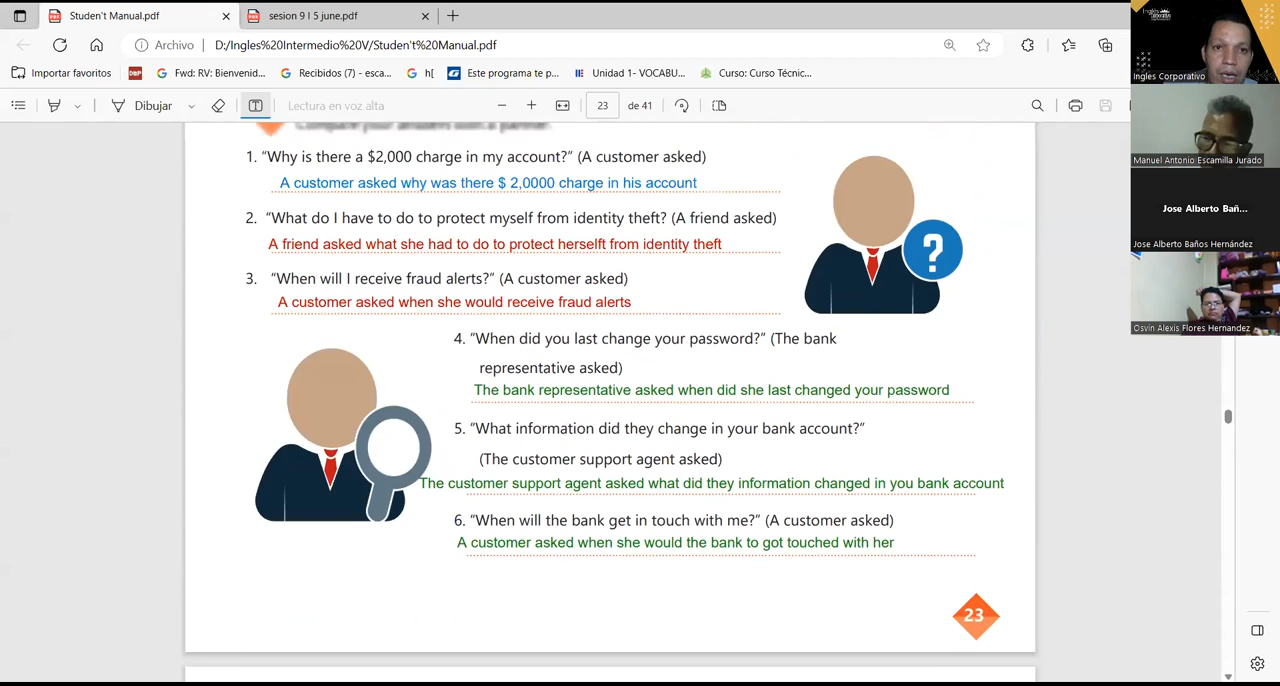 Studen't Manual.pdf
sesion 9 l 5 june.pdf
Archivo
D:/Ingles%20Intermedio%20V/Studen't%20Manual.pdf
Importar favoritos
Fwd: RV: Bienvenid...
Recibidos (7) - esca...
h[
Este programa te p...
Unidad 1- VOCABU...
Curso: Curso Técnic...
Dibujar
Lectura en voz alta
23
de 41
Compare your answers with a partner.
1. “Why is there a $2,000 charge in my account?” (A customer asked)
A customer asked why was there $ 2,0000 charge in his account
2. “What do I have to do to protect myself from identity theft? (A friend asked)
A friend asked what she had to do to protect herselft from identity theft
3. “When will I receive fraud alerts?” (A customer asked)
A customer asked when she would receive fraud alerts
4. “When did you last change your password?” (The bank
representative asked)
The bank representative asked when did she last changed your password
5. “What information did they change in your bank account?”
(The customer support agent asked)
The customer support agent asked what did they information changed in you bank account
6. “When will the bank get in touch with me?” (A customer asked)
A customer asked when she would the bank to got touched with her
23
Ingles Corporativo
Manuel Antonio Escamilla Jurado
Jose Alberto Bañ...
Jose Alberto Baños Hernández
Osvin Alexis Flores Hernandez